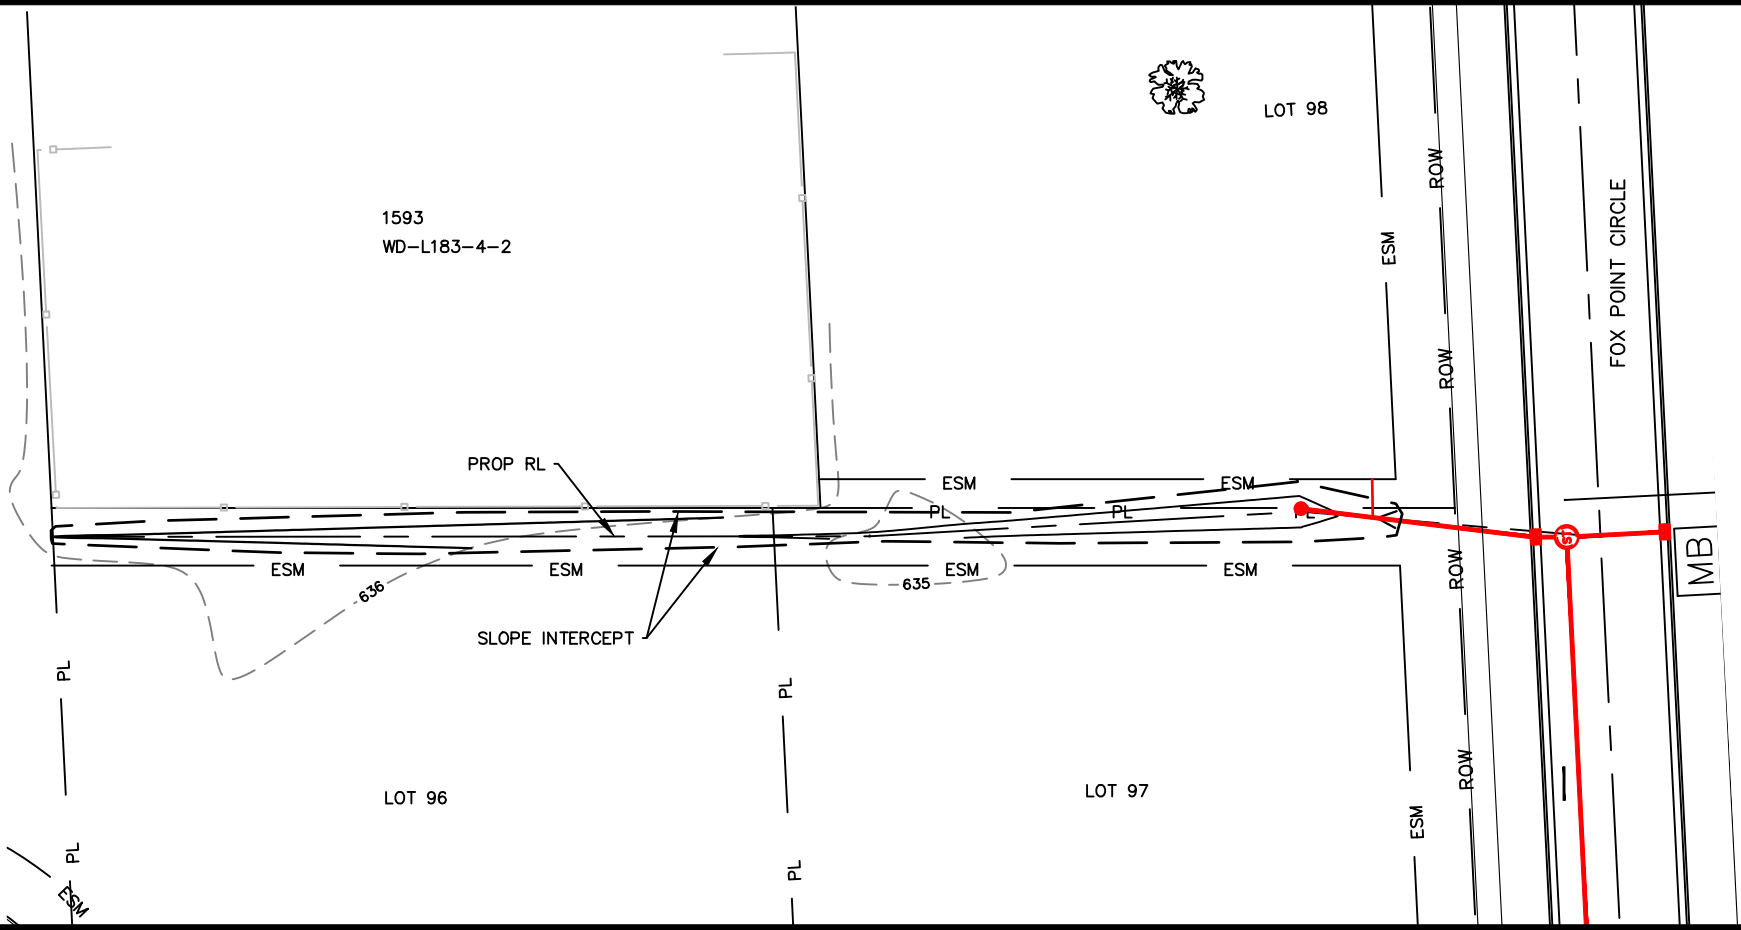 LOT 98
ROW
FOX POINT CIRCLE
1593
WD-L183-4-2
ESM
ROW
PROP RL
ESM
ESM
PL
PL
PL
ST
MB
ESM
ESM
ESM
ESM
ROW
636
635
SLOPE INTERCEPT
PL
PL
ROW
LOT 96
LOT 97
ESM
PL
PL
ESM